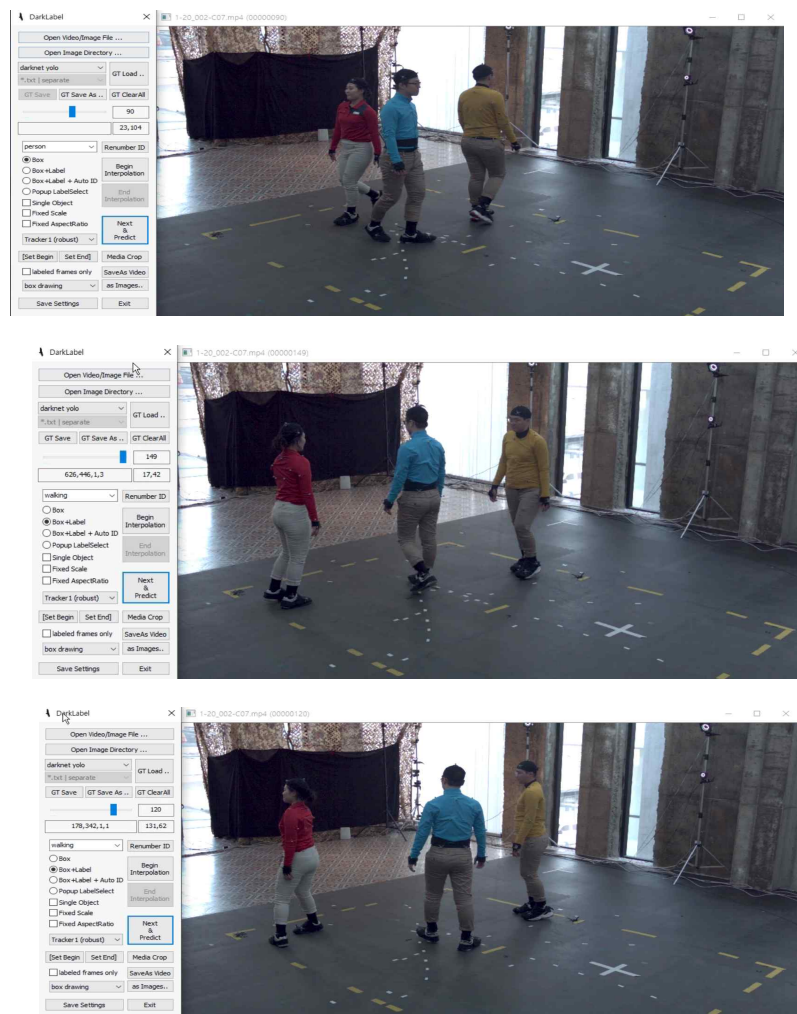 DarkLabel
1-20_002-C07.mp4 (00000090)
Open Video/Image File ...
Open Image Directory ...
darknet yolo
*.txt | separate
GT Load ..
GT Save
GT Save As ..
GT ClearAll
90
23,104
person
Renumber ID
Box
Box+Label
Box+Label + Auto ID
Popup LabelSelect
Single Object
Fixed Scale
Fixed AspectRatio
Begin
Interpolation
End
Interpolation
Next
&
Predict
Tracker1 (robust)
[Set Begin
Set End]
Media Crop
labeled frames only
SaveAs Video
box drawing
as Images..
Save Settings
Exit
DarkLabel
1-20_002-C07.mp4 (00000149)
Open Video/Image File ...
Open Image Directory ...
darknet yolo
*.txt | separate
GT Load ..
GT Save
GT Save As ..
GT ClearAll
149
626,446,1,3
17,42
walking
Renumber ID
Box
Box+Label
Box+Label + Auto ID
Popup LabelSelect
Single Object
Fixed Scale
Fixed AspectRatio
Begin
Interpolation
End
Interpolation
Next
&
Predict
Tracker1 (robust)
[Set Begin
Set End]
Media Crop
labeled frames only
SaveAs Video
box drawing
as Images..
Save Settings
Exit
DarkLabel
1-20_002-C07.mp4 (00000120)
Open Video/Image File ...
Open Image Directory ...
darknet yolo
*.txt | separate
GT Load ..
GT Save
GT Save As ..
GT ClearAll
120
178,342,1,1
131,62
walking
Renumber ID
Box
Box+Label
Box+Label + Auto ID
Popup LabelSelect
Single Object
Fixed Scale
Fixed AspectRatio
Begin
Interpolation
End
Interpolation
Next
&
Predict
Tracker1 (robust)
[Set Begin
Set End]
Media Crop
labeled frames only
SaveAs Video
box drawing
as Images..
Save Settings
Exit